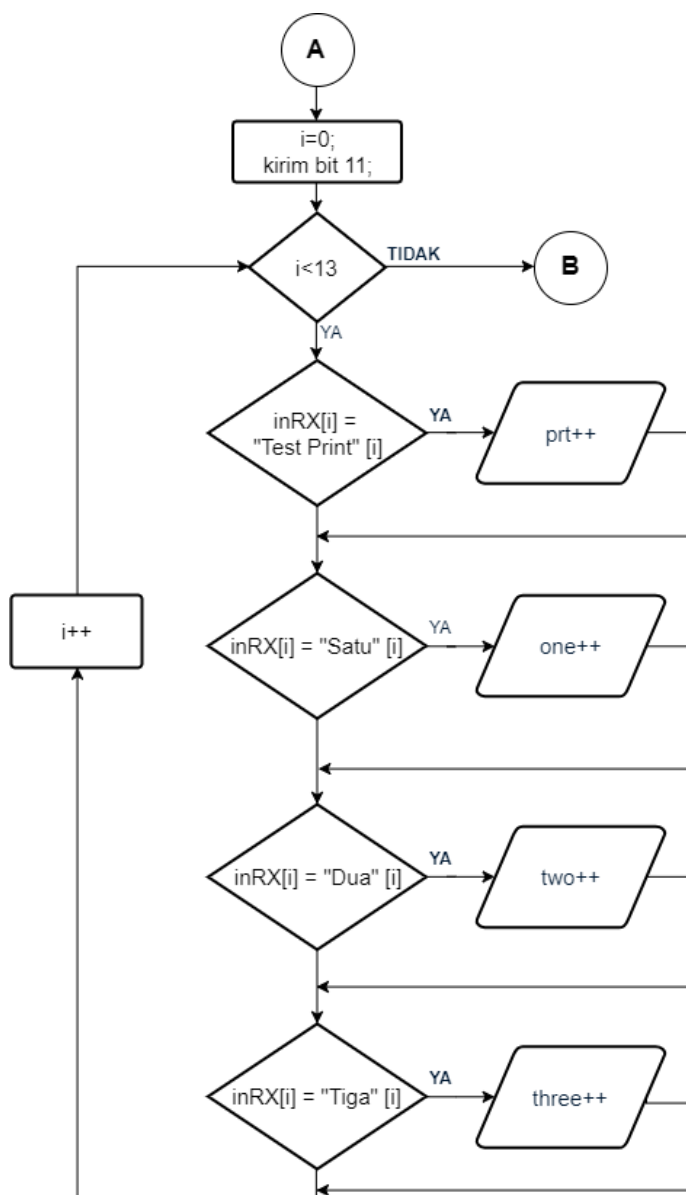 A
i=0;
kirim bit 11;
i<13
TIDAK
B
YA
inRX[i] =
"Test Print" [i]
YA
prt++
i++
inRX[i] = "Satu" [i]
YA
one++
inRX[i] = "Dua" [i]
YA
two++
inRX[i] = "Tiga" [i]
YA
three++